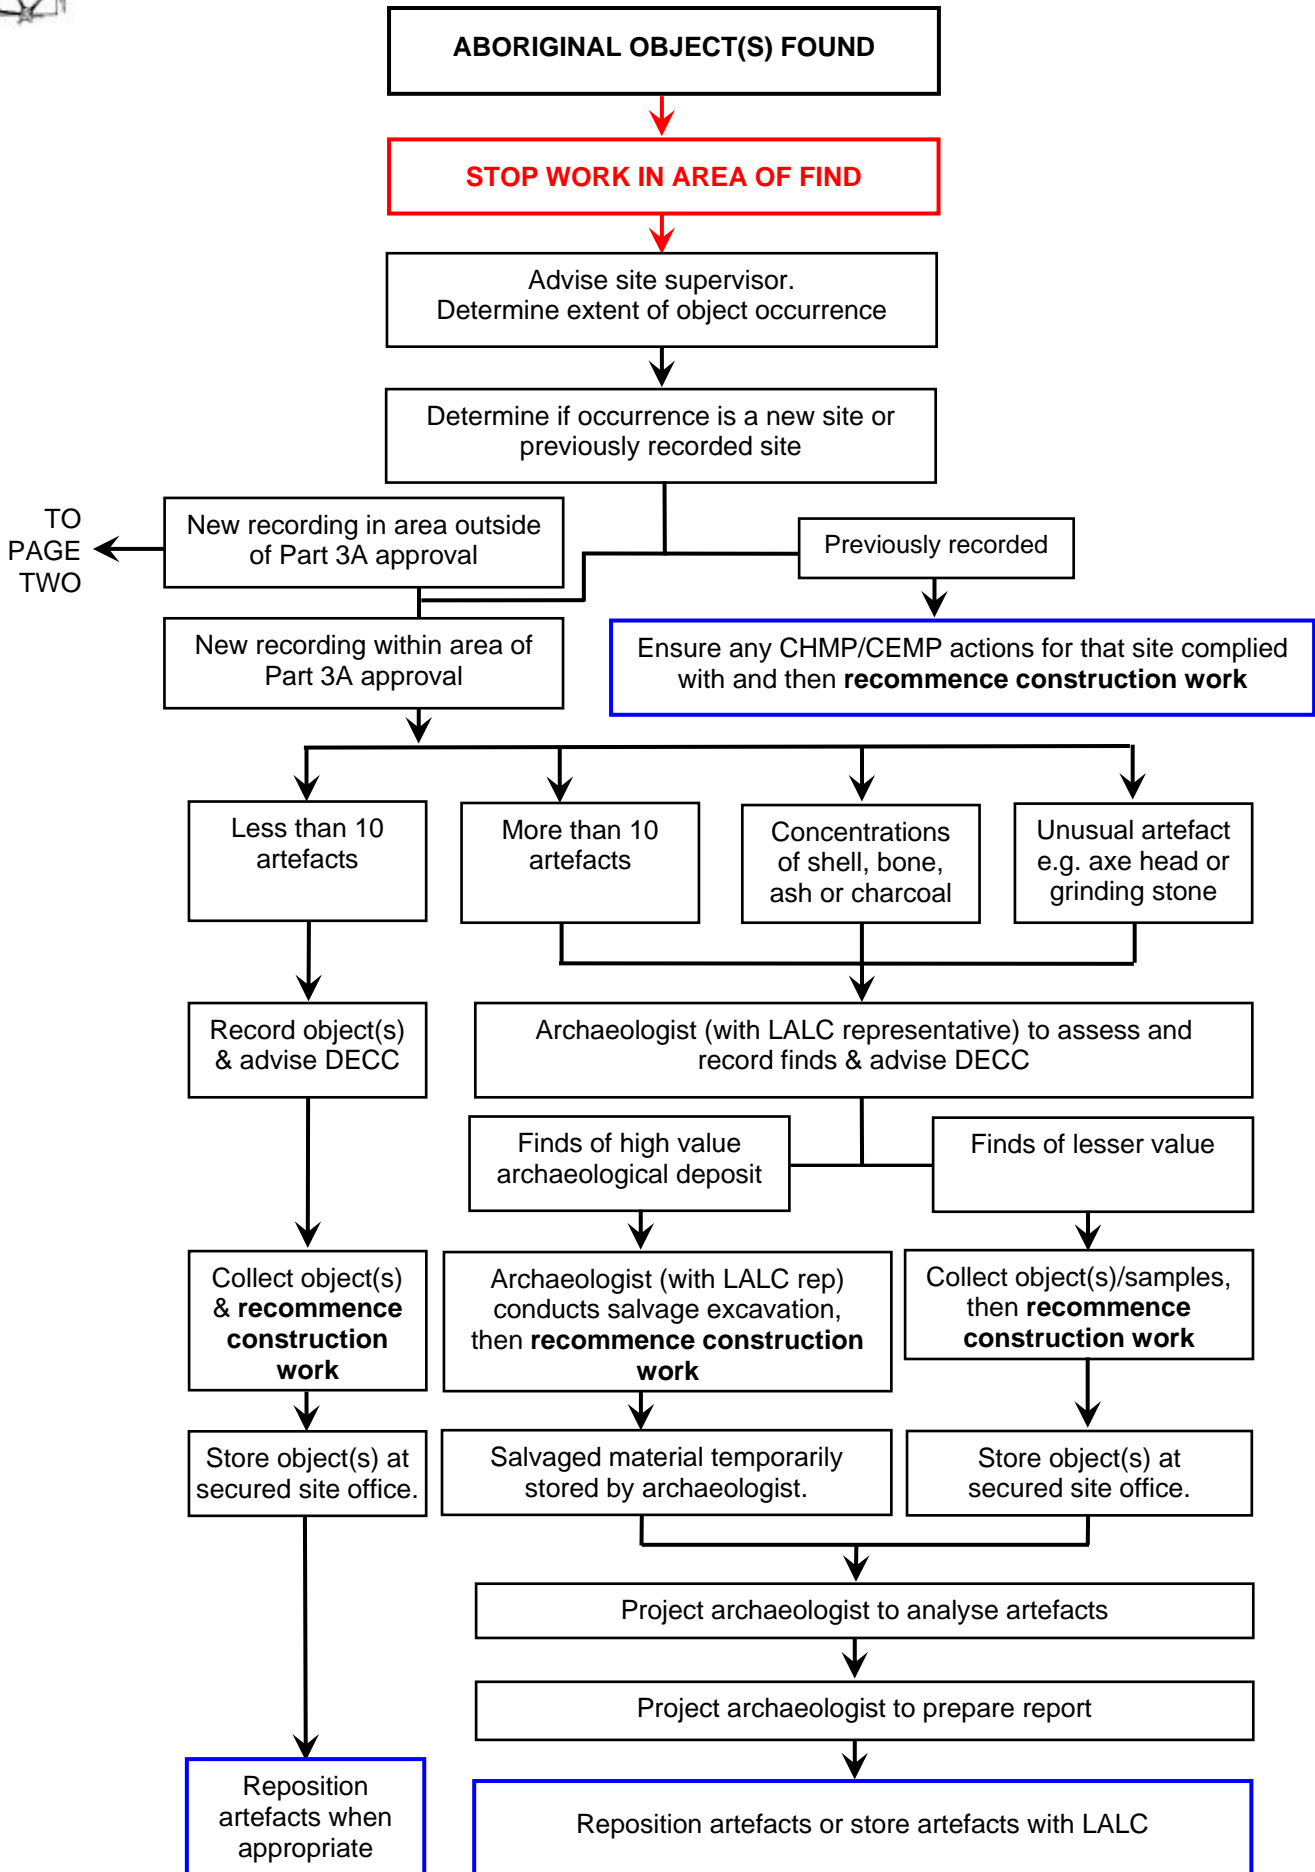 ABORIGINAL OBJECT(S) FOUND
STOP WORK IN AREA OF FIND
Advise site supervisor.
Determine extent of object occurrence
Determine if occurrence is a new site or
previously recorded site
TO
PAGE
TWO
New recording in area outside
of Part 3A approval
Previously recorded
New recording within area of
Part 3A approval
Ensure any CHMP/CEMP actions for that site complied
with and then recommence construction work
Less than 10
artefacts
More than 10
artefacts
Concentrations
of shell, bone,
ash or charcoal
Unusual artefact
e.g. axe head or
grinding stone
Record object(s)
& advise DECC
Archaeologist (with LALC representative) to assess and
record finds & advise DECC
Finds of high value
archaeological deposit
Finds of lesser value
Collect object(s)
& recommence
construction
work
Archaeologist (with LALC rep)
conducts salvage excavation,
then recommence construction
work
Collect object(s)/samples,
then recommence
construction work
Store object(s) at
secured site office.
Salvaged material temporarily
stored by archaeologist.
Store object(s) at
secured site office.
Project archaeologist to analyse artefacts
Project archaeologist to prepare report
Reposition
artefacts when
appropriate
Reposition artefacts or store artefacts with LALC